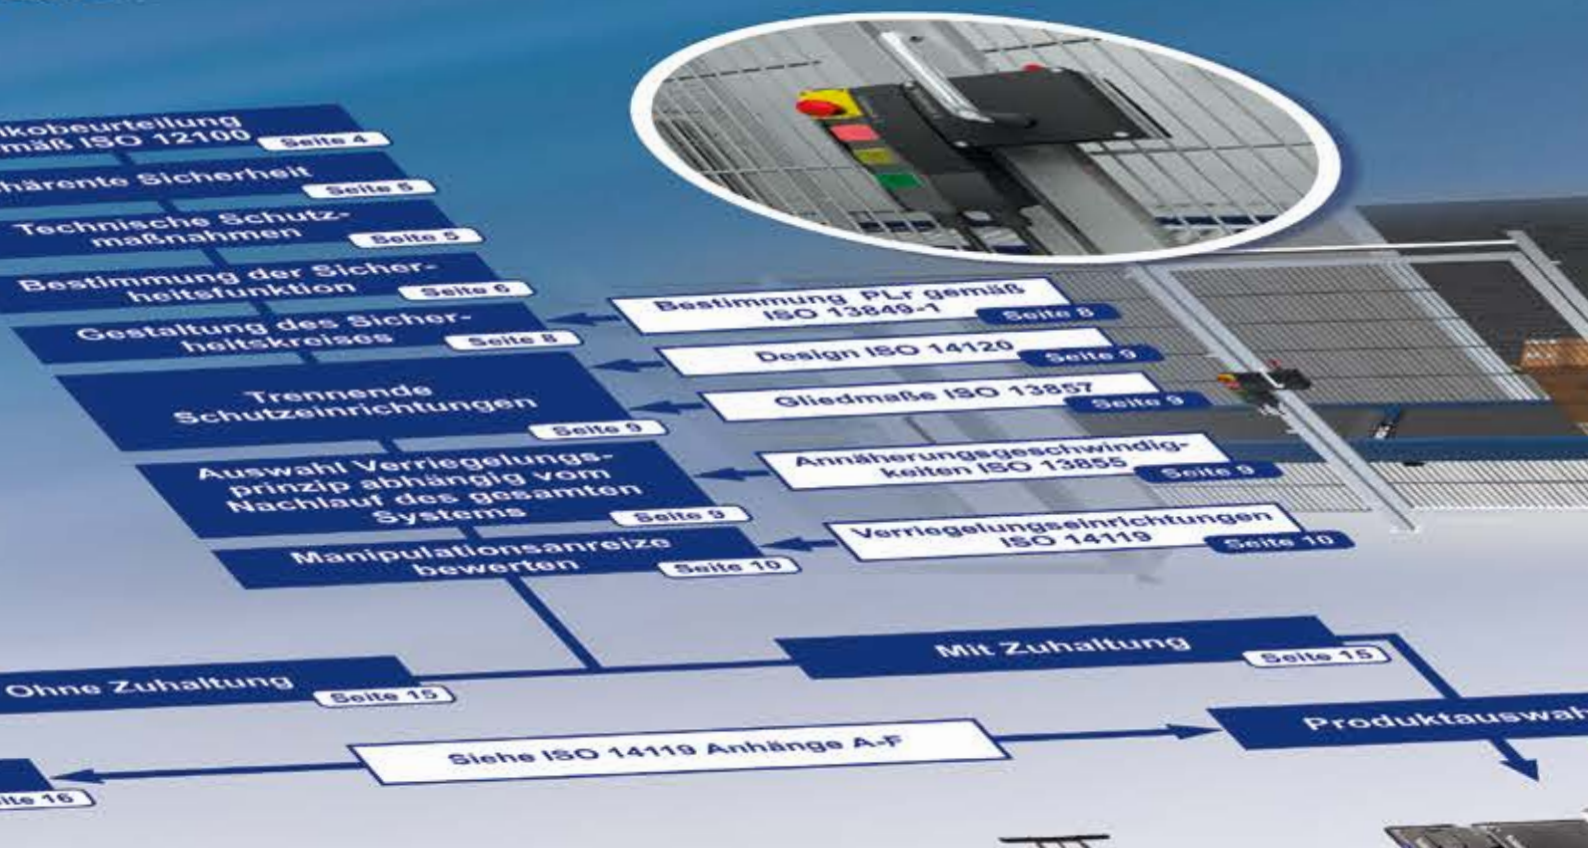 ikobeurteilung
mäß ISO 12100
Seite 4
härente Sicherheit
Seite 5
Technische Schutz-
maßnahmen
Seite 5
Bestimmung der Sicher-
heitsfunktion
Seite 6
Gestaltung des Sicher-
heitskreises
Seite 8
Bestimmung PLr gemäß
ISO 13849-1
Seite 8
Trennende
Schutzeinrichtungen
Seite 9
Design ISO 14120
Seite 9
Gliedmaße ISO 13857
Seite 9
Auswahl Verriegelungs-
prinzip abhängig vom
Nachlauf des gesamten
Systems
Seite 9
Annäherungsgeschwindig-
keiten ISO 13855
Seite 9
Manipulationsanreize
bewerten
Seite 10
Verriegelungseinrichtungen
ISO 14119
Seite 10
Ohne Zuhaltung
Seite 15
Mit Zuhaltung
Seite 15
Siehe ISO 14119 Anhänge A-F
Produktauswah
ite 16